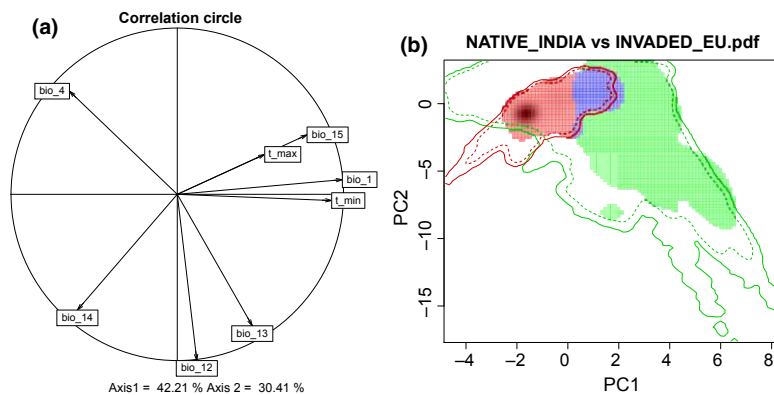 (a)
Correlation circle
bio_4
bio_15
t_max
bio_1
t_min
bio_14
bio_13
bio_12
Axis1 = 42.21 % Axis 2 = 30.41 %
(b)
NATIVE_INDIA vs INVADED_EU.pdf
PC2
0
−5
−10
−15
−4 −2 0 2 4 6 8
PC1